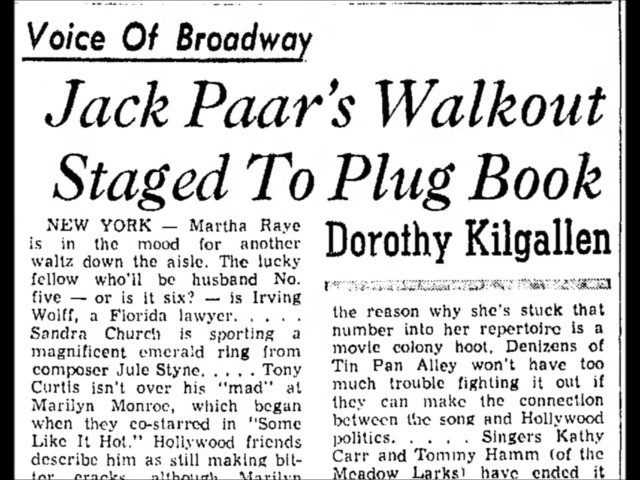 Voice Of Broadway
Jack Paar's Walkout
Staged To Plug Book
Dorothy Kilgallen
NEW YORK — Martha Raye
is in the mood for another
waltz down the aisle. The lucky
fellow who'll be husband No.
five — or is it six? — is Irving
Wolff, a Florida lawyer. . . . .
Sandra Church is sporting a
magnificent emerald ring from
composer Jule Styne. . . . . Tony
Curtis isn't over his "mad" at
Marilyn Monroe, which began
when they co-starred in "Some
Like It Hot." Hollywood friends
describe him as still making bit-
ter cracks, although Marilyn
the reason why she's stuck that
number into her repertoire is a
movie colony hoot. Denizens of
Tin Pan Alley won't have too
much trouble fighting it out if
they can make the connection
between the song and Hollywood
politics. . . . . Singers Kathy
Carr and Tommy Hamm (of the
Meadow Larks) have ended it